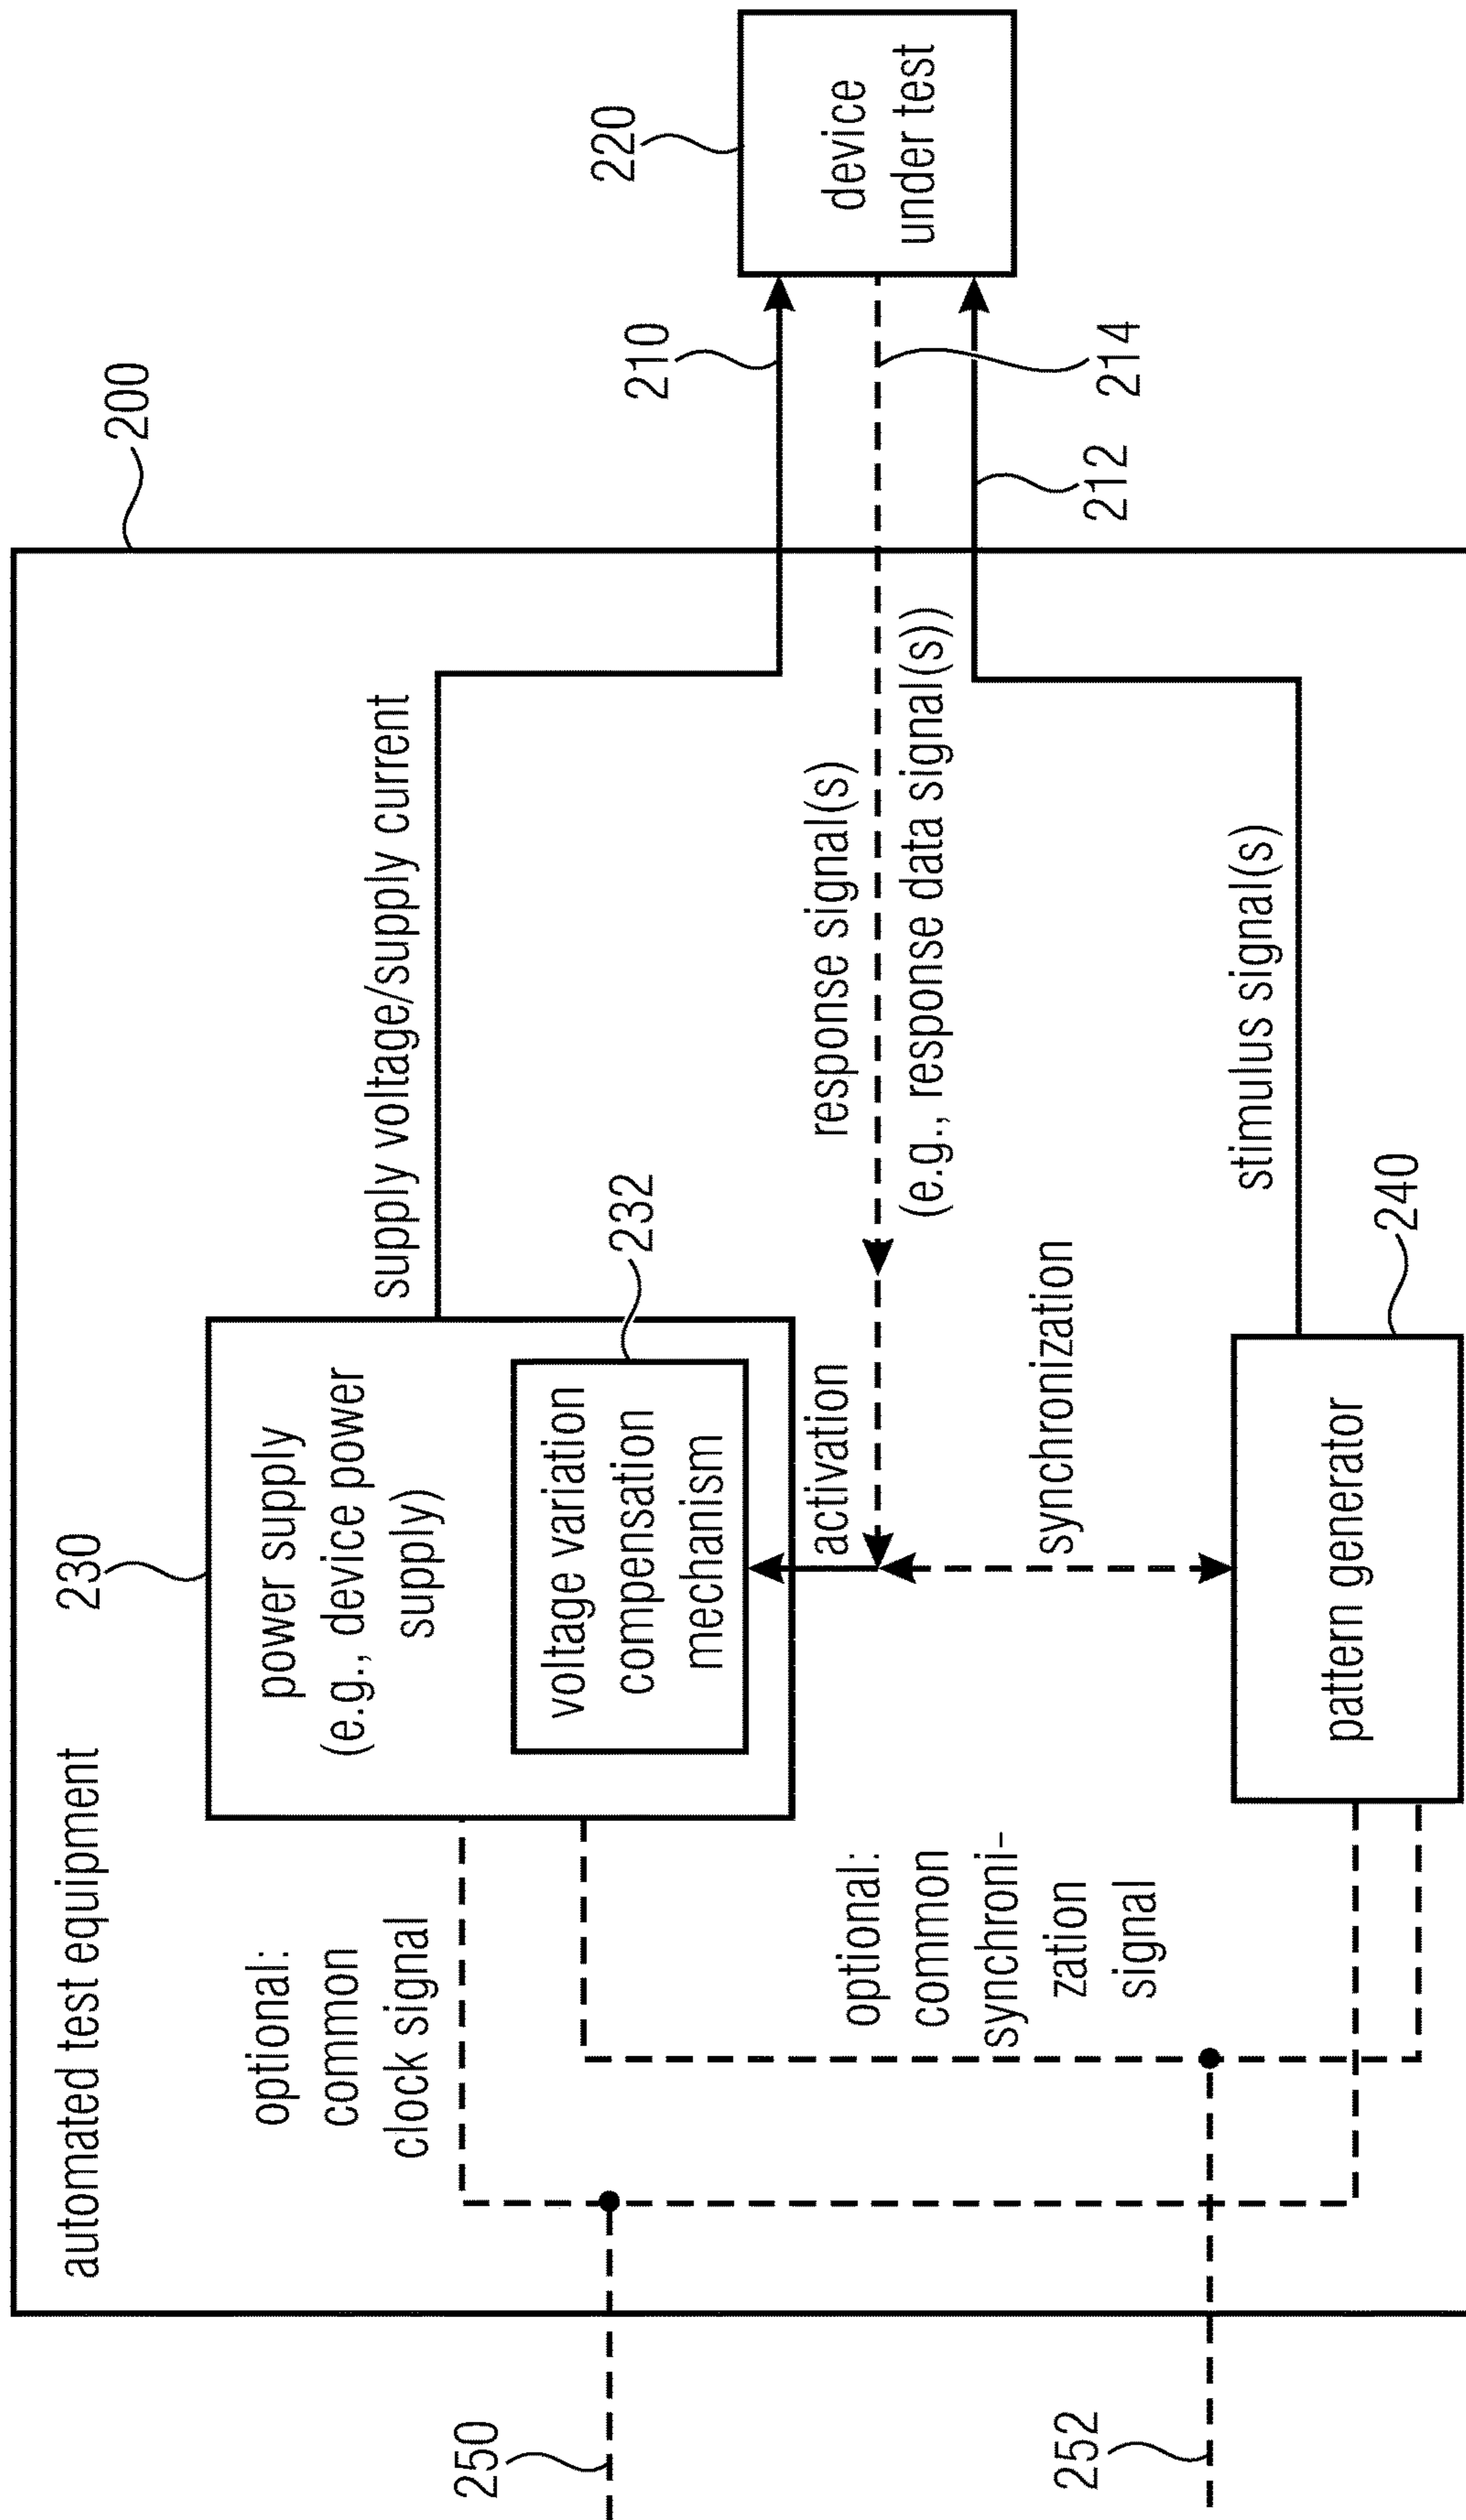 automated test equipment
200
230
power supply
(e.g., device power
supply)
voltage variation
compensation
mechanism
232
supply voltage/supply current
optional:
common
clock signal
250
activation
response signal(s)
(e.g., response data signal(s))
210
220
device
under test
214
212
synchronization
optional:
common
synchroni-
zation
signal
252
pattern generator
240
stimulus signal(s)